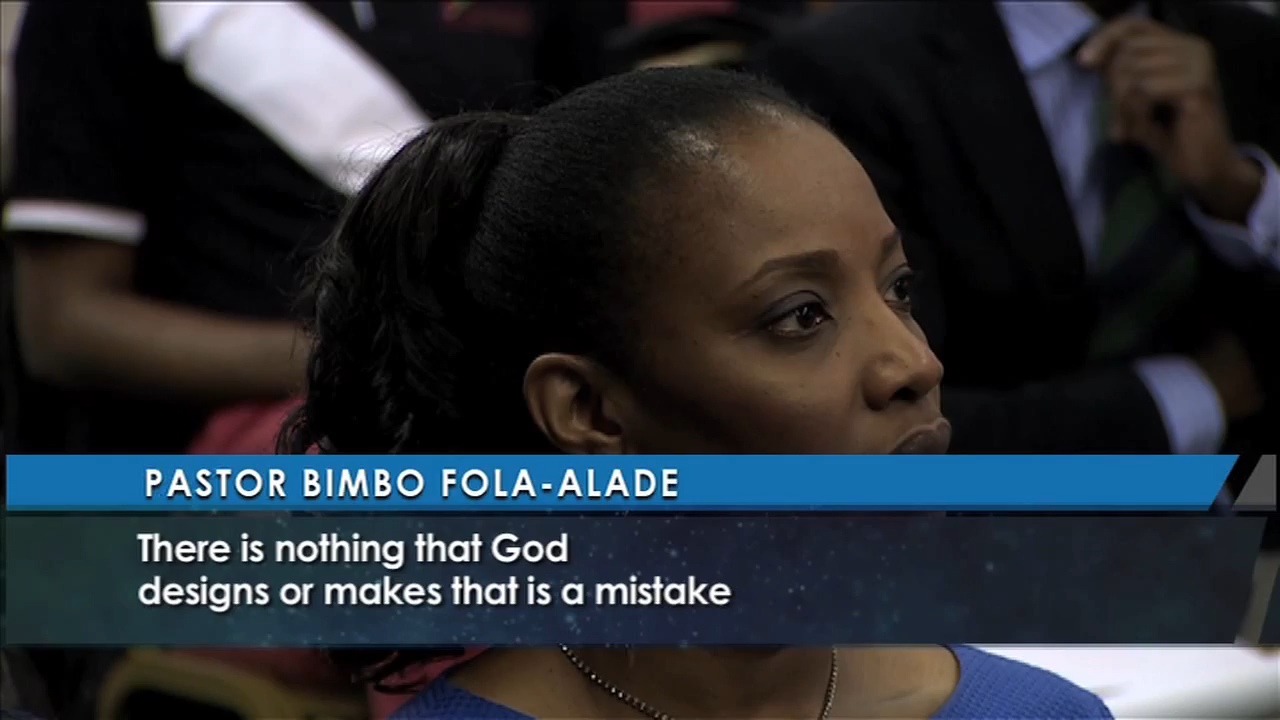 PASTOR BIMBO FOLA-ALADE
There is nothing that God
designs or makes that is a mistake